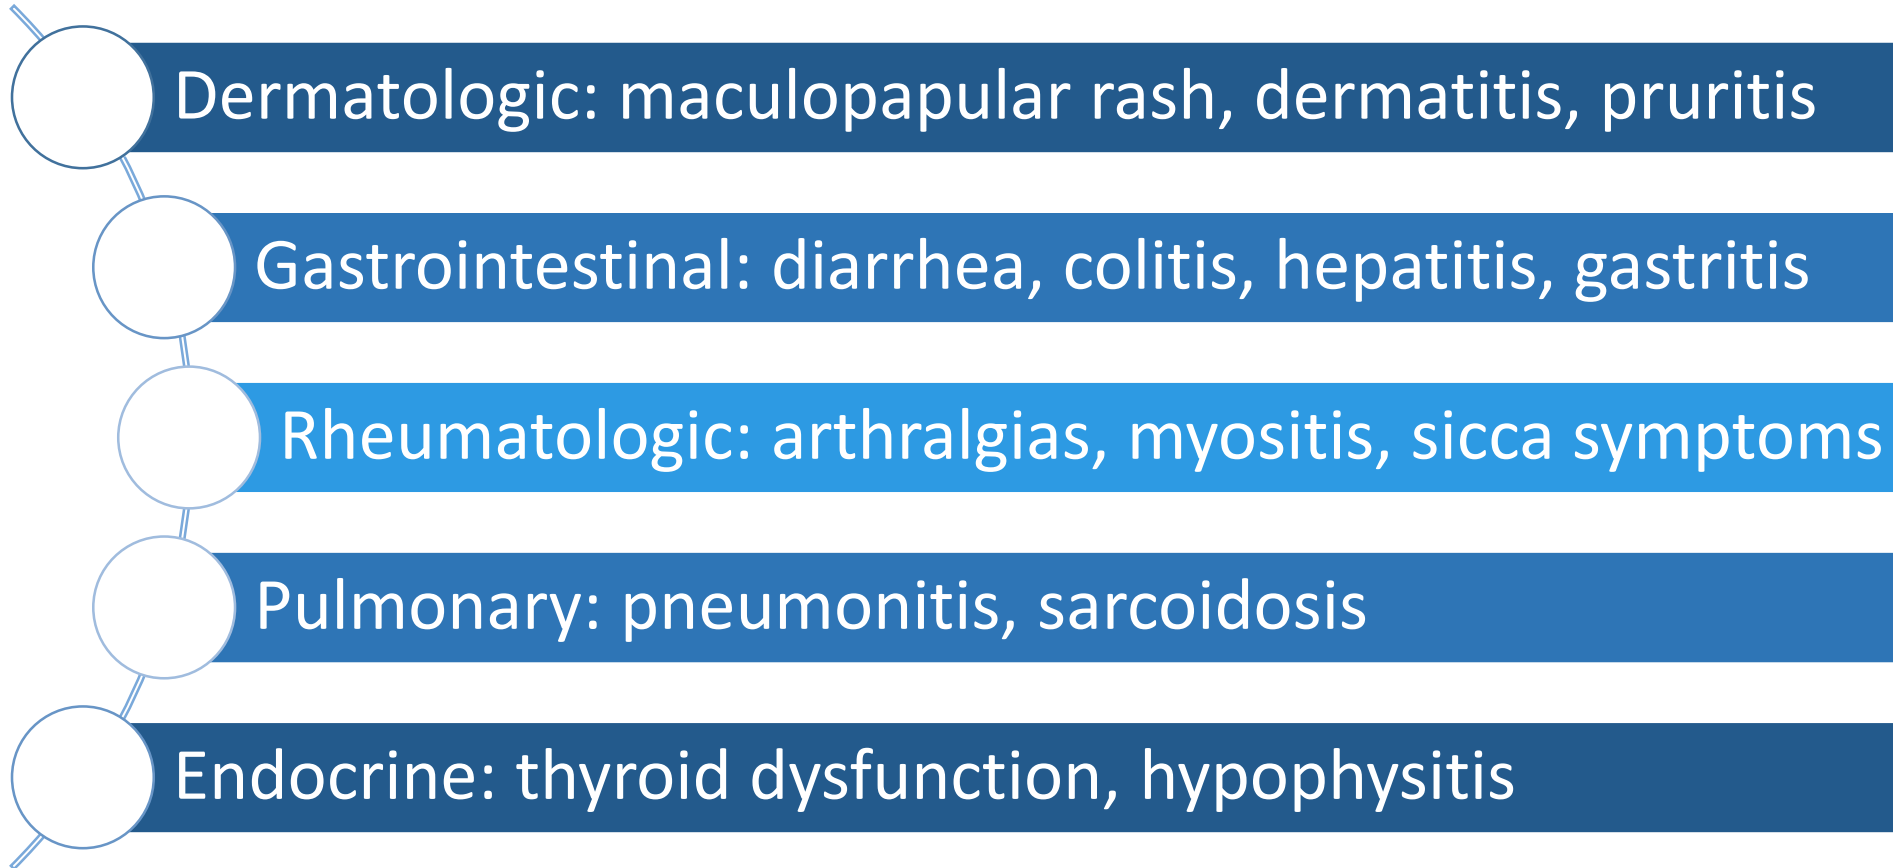 Dermatologic: maculopapular rash, dermatitis, pruritis
Gastrointestinal: diarrhea, colitis, hepatitis, gastritis
Rheumatologic: arthralgias, myositis, sicca symptoms
Pulmonary: pneumonitis, sarcoidosis
Endocrine: thyroid dysfunction, hypophysitis